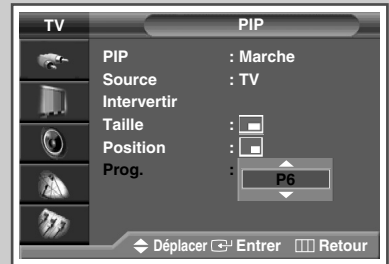 TV PIP
PIP : Marche
Source : TV
Intervertir
Taille :
Position :
Prog. : P6
Déplacer Entrer Retour